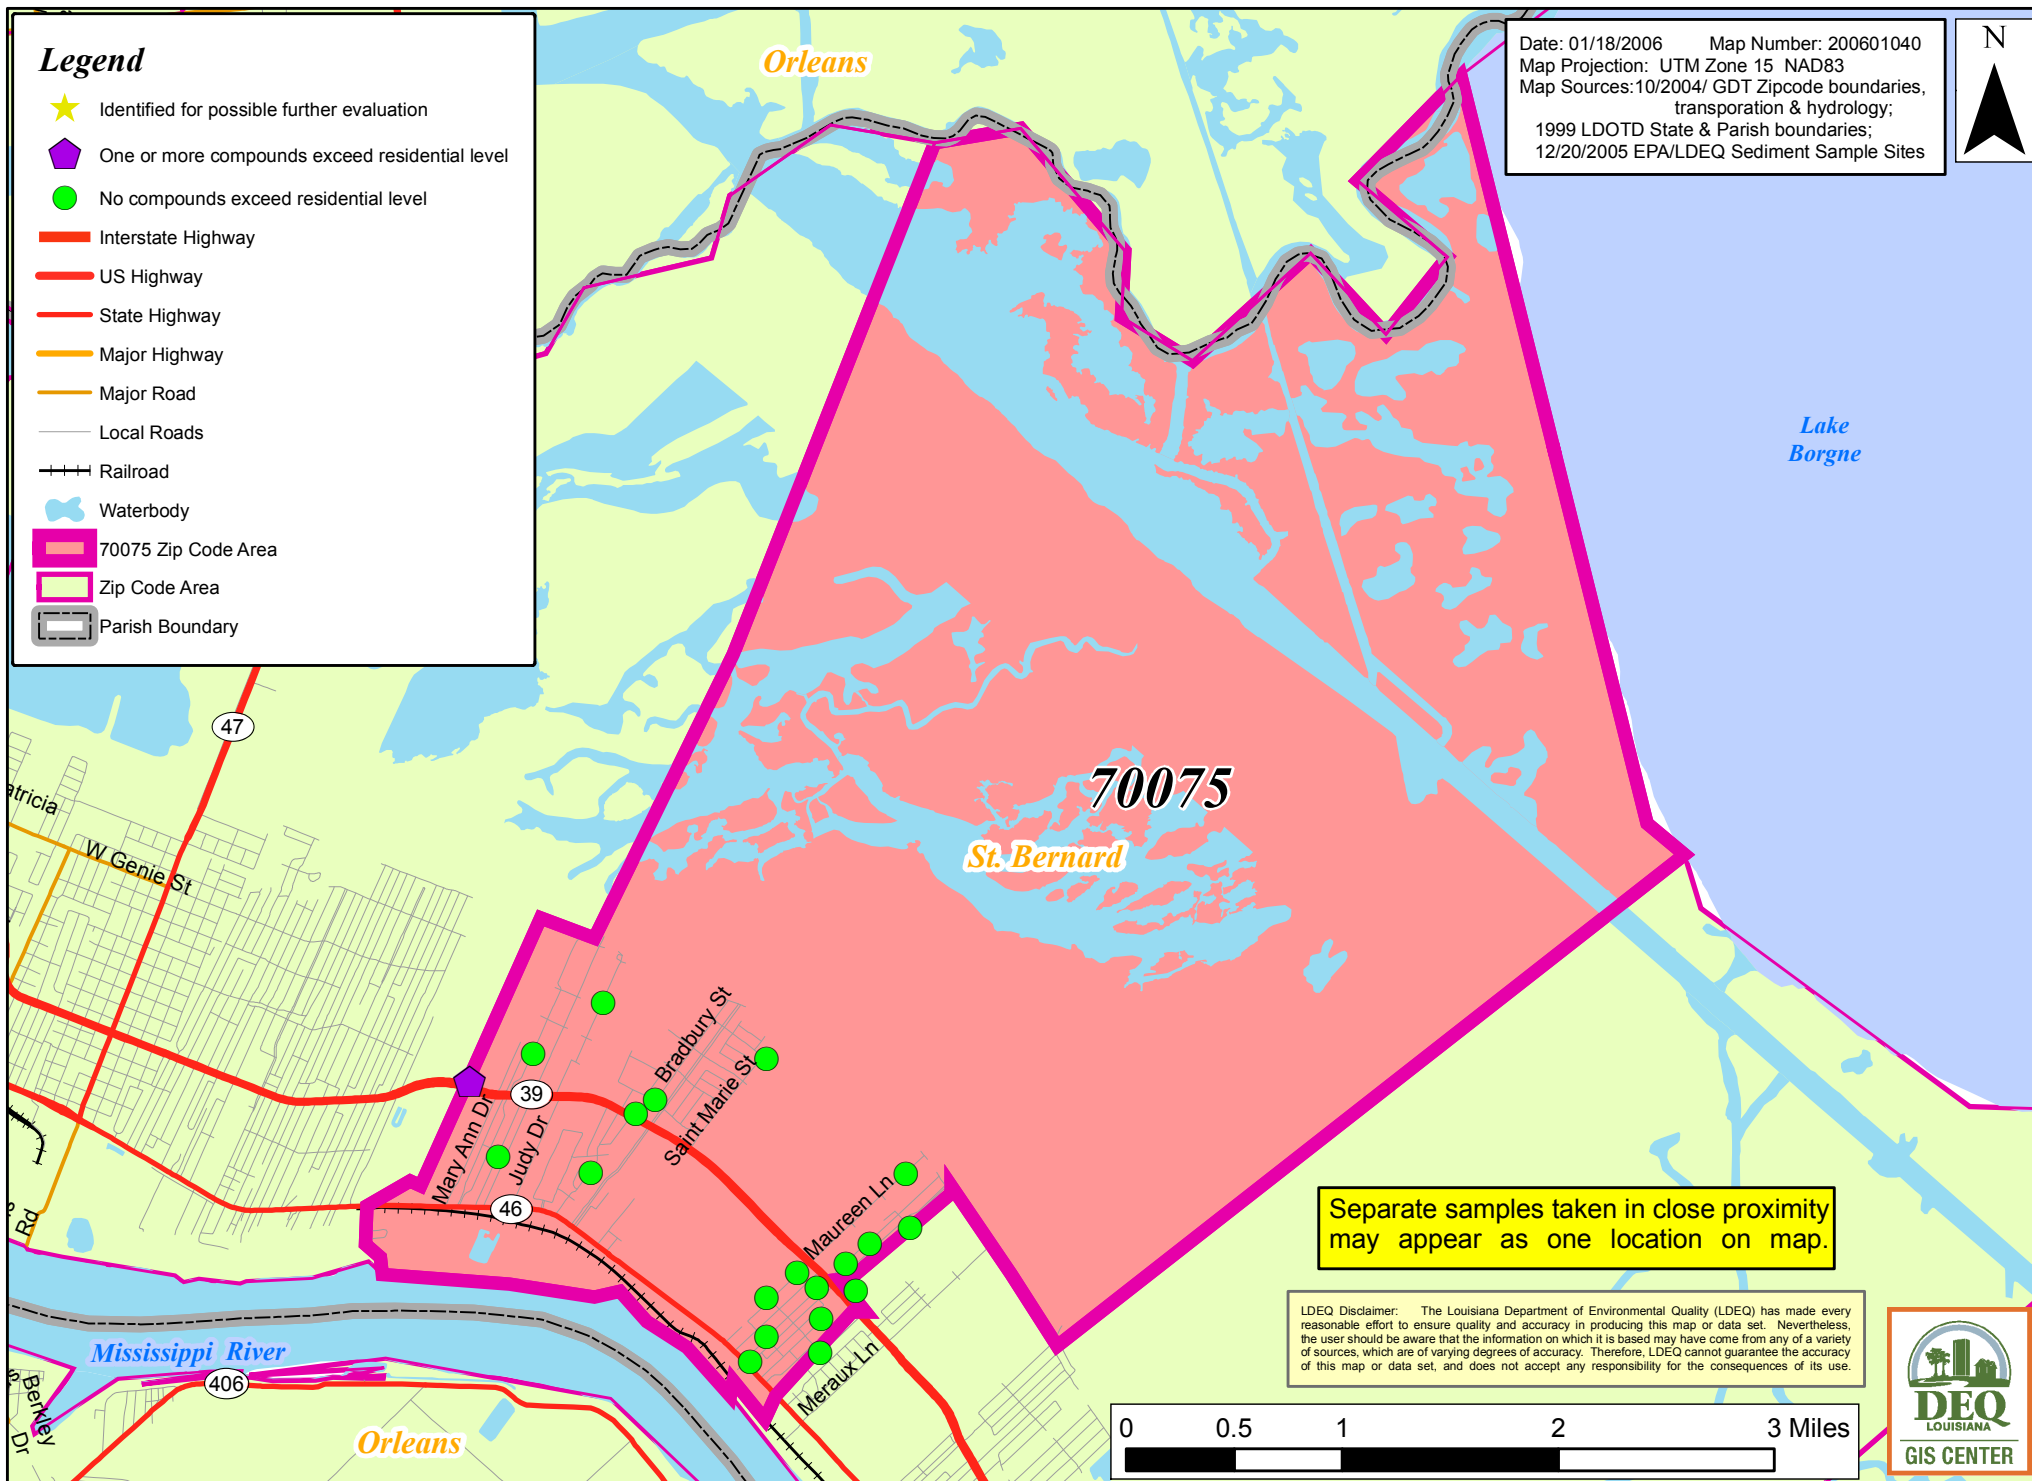 Legend
Identified for possible further evaluation
One or more compounds exceed residential level
No compounds exceed residential level
Interstate Highway
US Highway
State Highway
Major Highway
Major Road
Local Roads
Railroad
Waterbody
70075 Zip Code Area
Zip Code Area
Parish Boundary
Orleans
Date: 01/18/2006 Map Number: 200601040
Map Projection: UTM Zone 15 NAD83
Map Sources:10/2004/ GDT Zipcode boundaries,
transporation & hydrology;
1999 LDOTD State & Parish boundaries;
12/20/2005 EPA/LDEQ Sediment Sample Sites
N
Lake
Borgne
47
atricia
W Genie St
70075
St. Bernard
Bradbury St
Saint Marie St.
39
Mary Ann Dr
Judy Dr
46
Maureen Ln
Meraux Ln
Rd
Mississippi River
406
Berkley
Dr
Orleans
Separate samples taken in close proximity
may appear as one location on map.
LDEQ Disclaimer: The Louisiana Department of Environmental Quality (LDEQ) has made every
reasonable effort to ensure quality and accuracy in producing this map or data set. Nevertheless,
the user should be aware that the information on which it is based may have come from any of a variety
of sources, which are of varying degrees of accuracy. Therefore, LDEQ cannot guarantee the accuracy
of this map or data set, and does not accept any responsibility for the consequences of its use.
0 0.5 1 2 3 Miles
DEQ
LOUISIANA
GIS CENTER